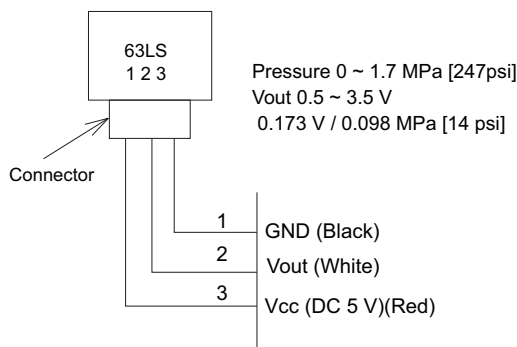 63LS
1 2 3
Pressure 0 ~ 1.7 MPa [247psi]
Vout 0.5 ~ 3.5 V
0.173 V / 0.098 MPa [14 psi]
Connector
1
GND (Black)
2
Vout (White)
3
Vcc (DC 5 V)(Red)